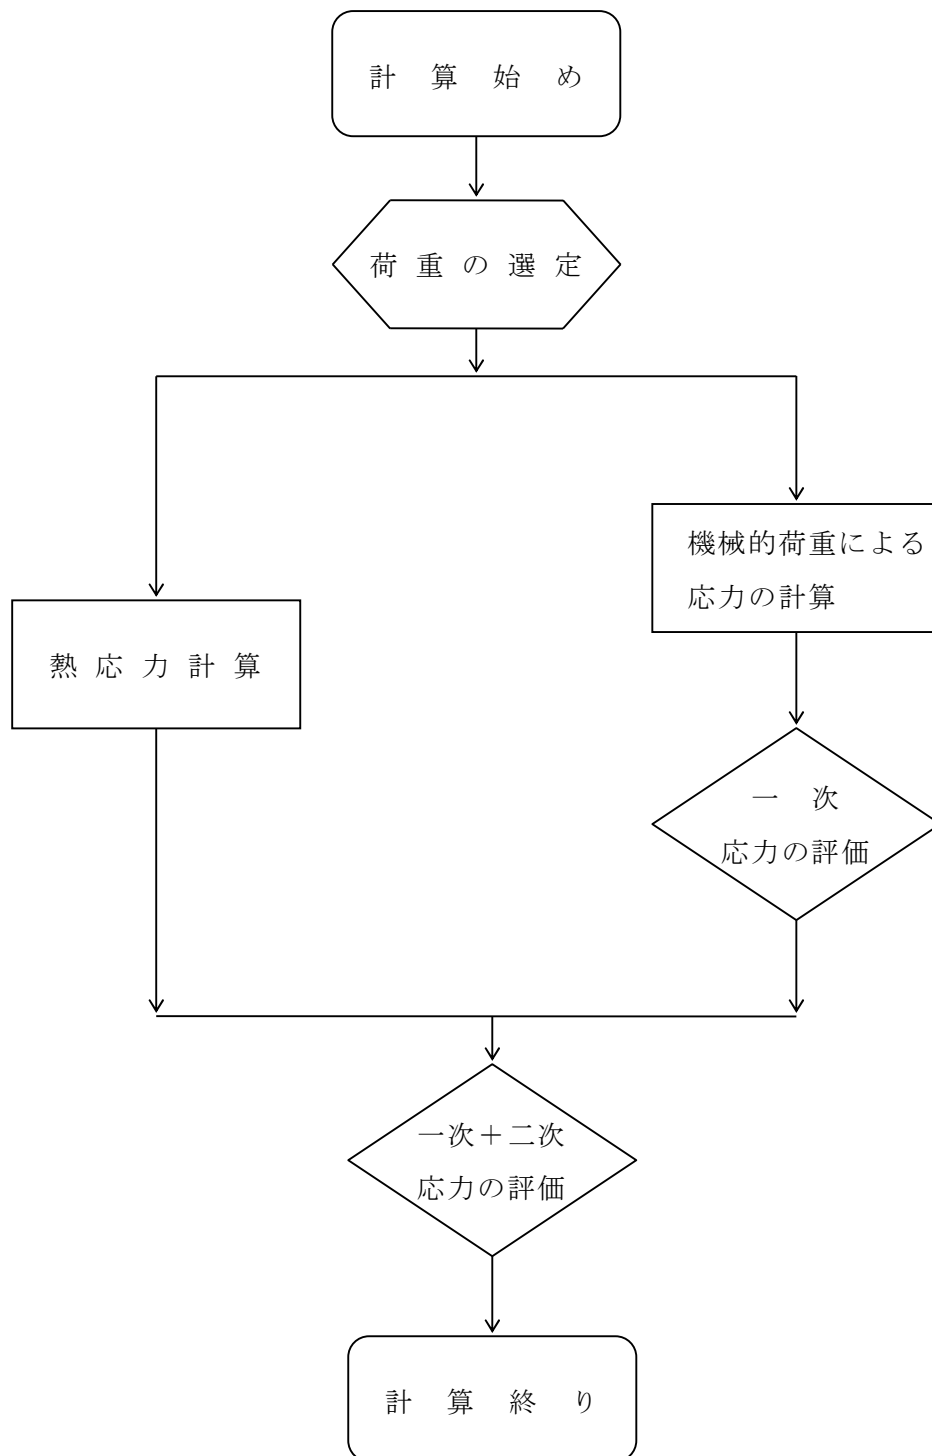 計算始め
荷重の選定
機械的荷重による
応力の計算
熱応力計算
一次
応力の評価
一次＋二次
応力の評価
計算終り